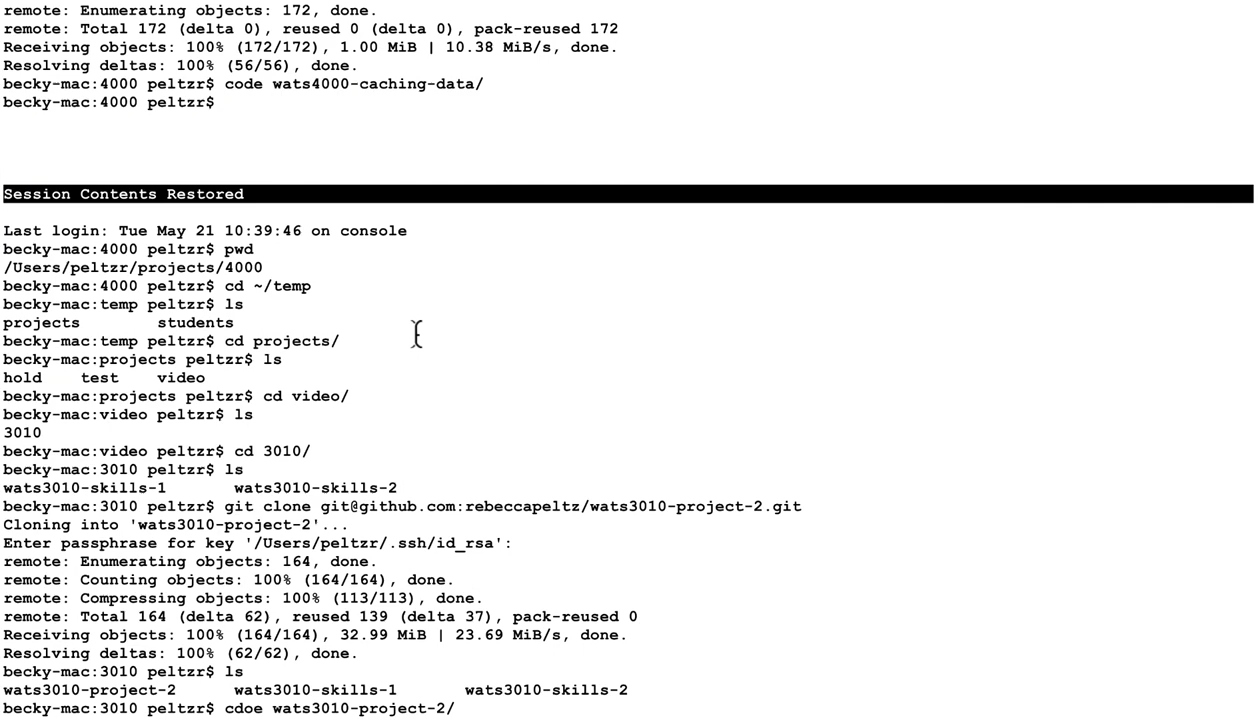 remote: Enumerating objects: 172, done.
remote: Total 172 (delta 0), reused 0 (delta 0), pack-reused 172
Receiving objects: 100% (172/172), 1.00 MiB | 10.38 MiB/s, done.
Resolving deltas: 100% (56/56), done.
becky-mac:4000 peltzr$ code wats4000-caching-data/
becky-mac:4000 peltzr$
Session Contents Restored
Last login: Tue May 21 10:39:46 on console
becky-mac:4000 peltzr$ pwd
/Users/peltzr/projects/4000
becky-mac:4000 peltzr$ cd ~/temp
becky-mac:temp peltzr$ ls
projects        students
becky-mac:temp peltzr$ cd projects/
becky-mac:projects peltzr$ ls
hold    test    video
becky-mac:projects peltzr$ cd video/
becky-mac:video peltzr$ ls
3010
becky-mac:video peltzr$ cd 3010/
becky-mac:3010 peltzr$ ls
wats3010-skills-1       wats3010-skills-2
becky-mac:3010 peltzr$ git clone git@github.com:rebeccapeltz/wats3010-project-2.git
Cloning into 'wats3010-project-2'...
Enter passphrase for key '/Users/peltzr/.ssh/id_rsa':
remote: Enumerating objects: 164, done.
remote: Counting objects: 100% (164/164), done.
remote: Compressing objects: 100% (113/113), done.
remote: Total 164 (delta 62), reused 139 (delta 37), pack-reused 0
Receiving objects: 100% (164/164), 32.99 MiB | 23.69 MiB/s, done.
Resolving deltas: 100% (62/62), done.
becky-mac:3010 peltzr$ ls
wats3010-project-2      wats3010-skills-1       wats3010-skills-2
becky-mac:3010 peltzr$ cdoe wats3010-project-2/